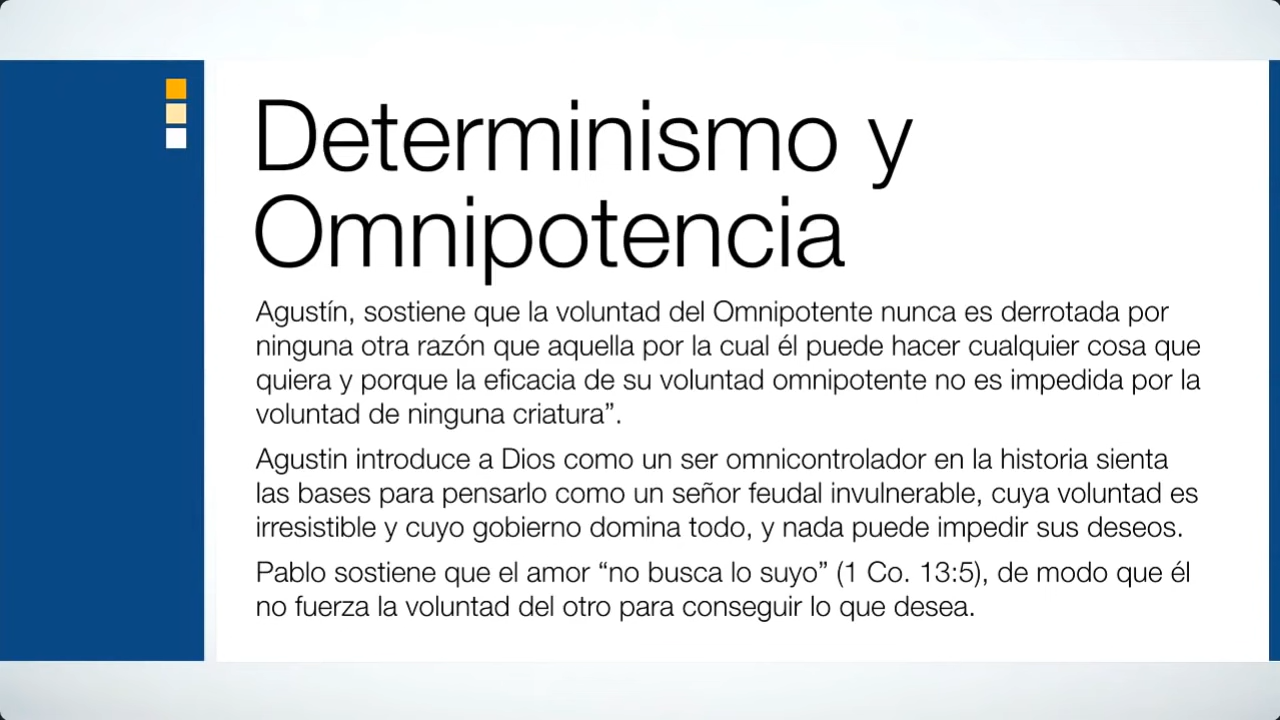 Determinismo y
Omnipotencia
Agustín, sostiene que la voluntad del Omnipotente nunca es derrotada por
ninguna otra razón que aquella por la cual él puede hacer cualquier cosa que
quiera y porque la eficacia de su voluntad omnipotente no es impedida por la
voluntad de ninguna criatura”.
Agustin introduce a Dios como un ser omnicontrolador en la historia sienta
las bases para pensarlo como un señor feudal invulnerable, cuya voluntad es
irresistible y cuyo gobierno domina todo, y nada puede impedir sus deseos.
Pablo sostiene que el amor “no busca lo suyo” (1 Co. 13:5), de modo que él
no fuerza la voluntad del otro para conseguir lo que desea.